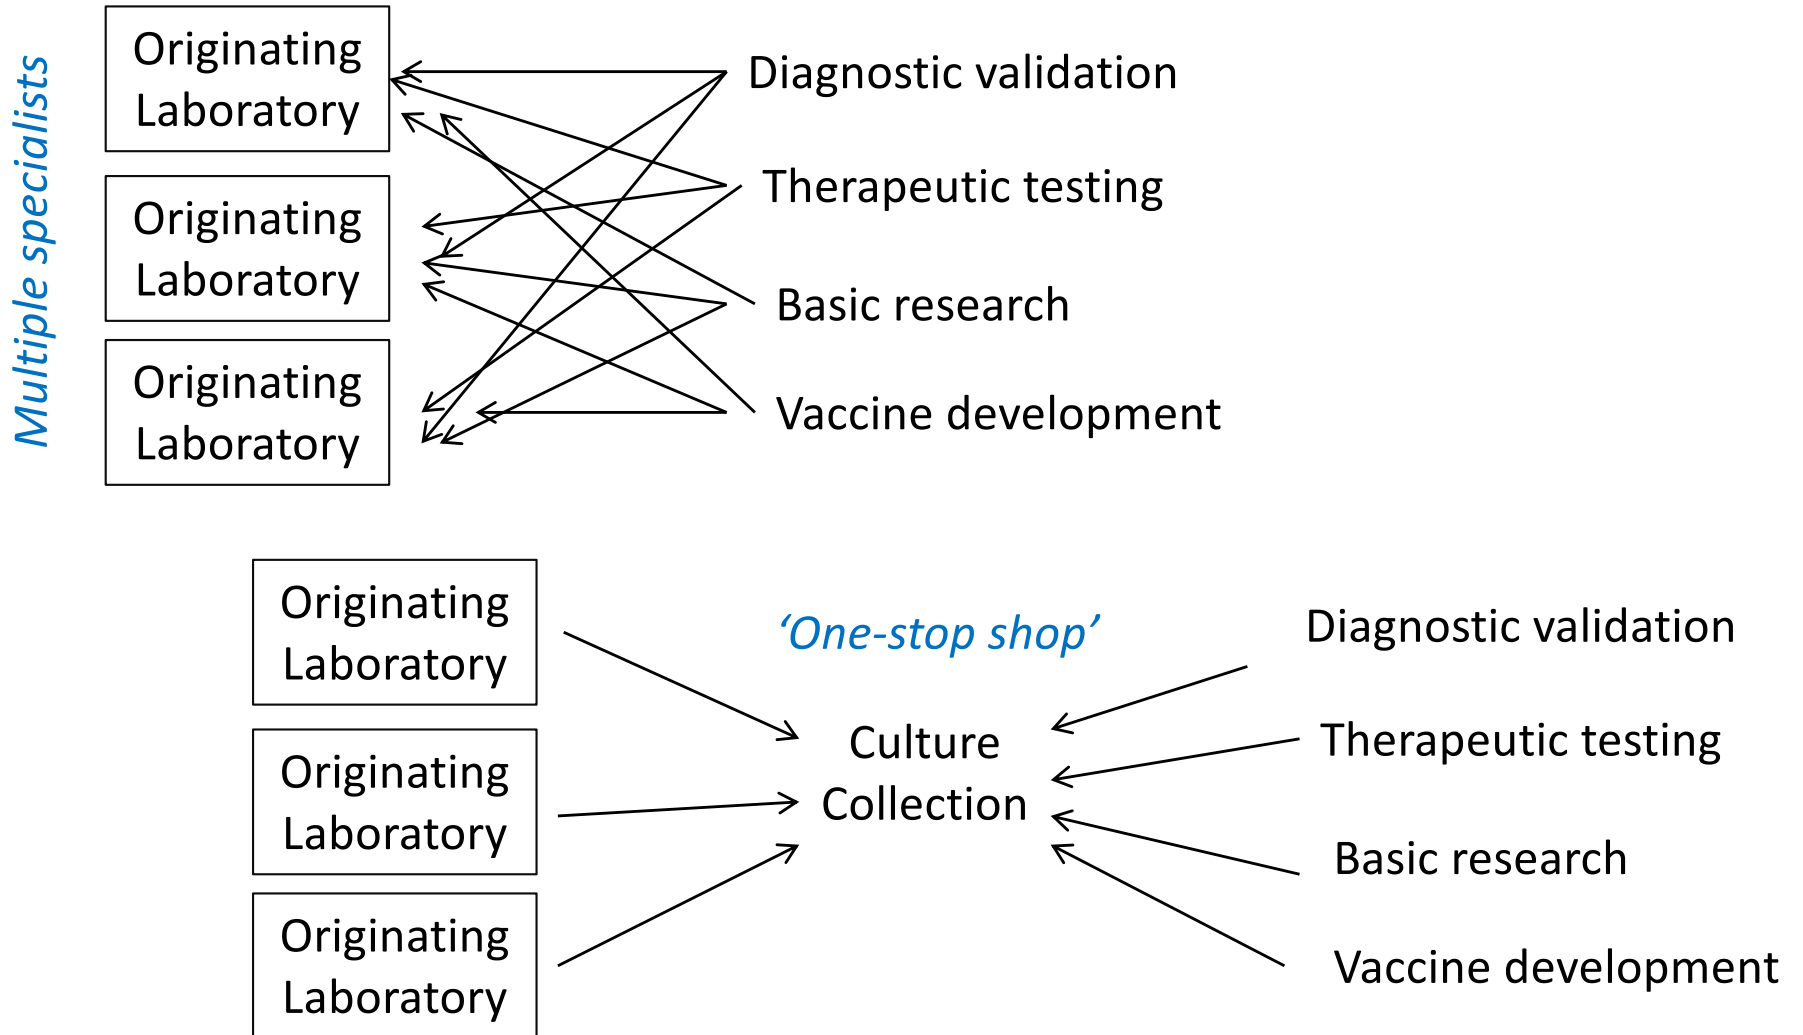 Multiple specialists
Originating
Laboratory
Originating
Laboratory
Originating
Laboratory
Diagnostic validation
Therapeutic testing
Basic research
Vaccine development
Originating
Laboratory
Originating
Laboratory
Originating
Laboratory
‘One-stop shop’
Culture
Collection
Diagnostic validation
Therapeutic testing
Basic research
Vaccine development